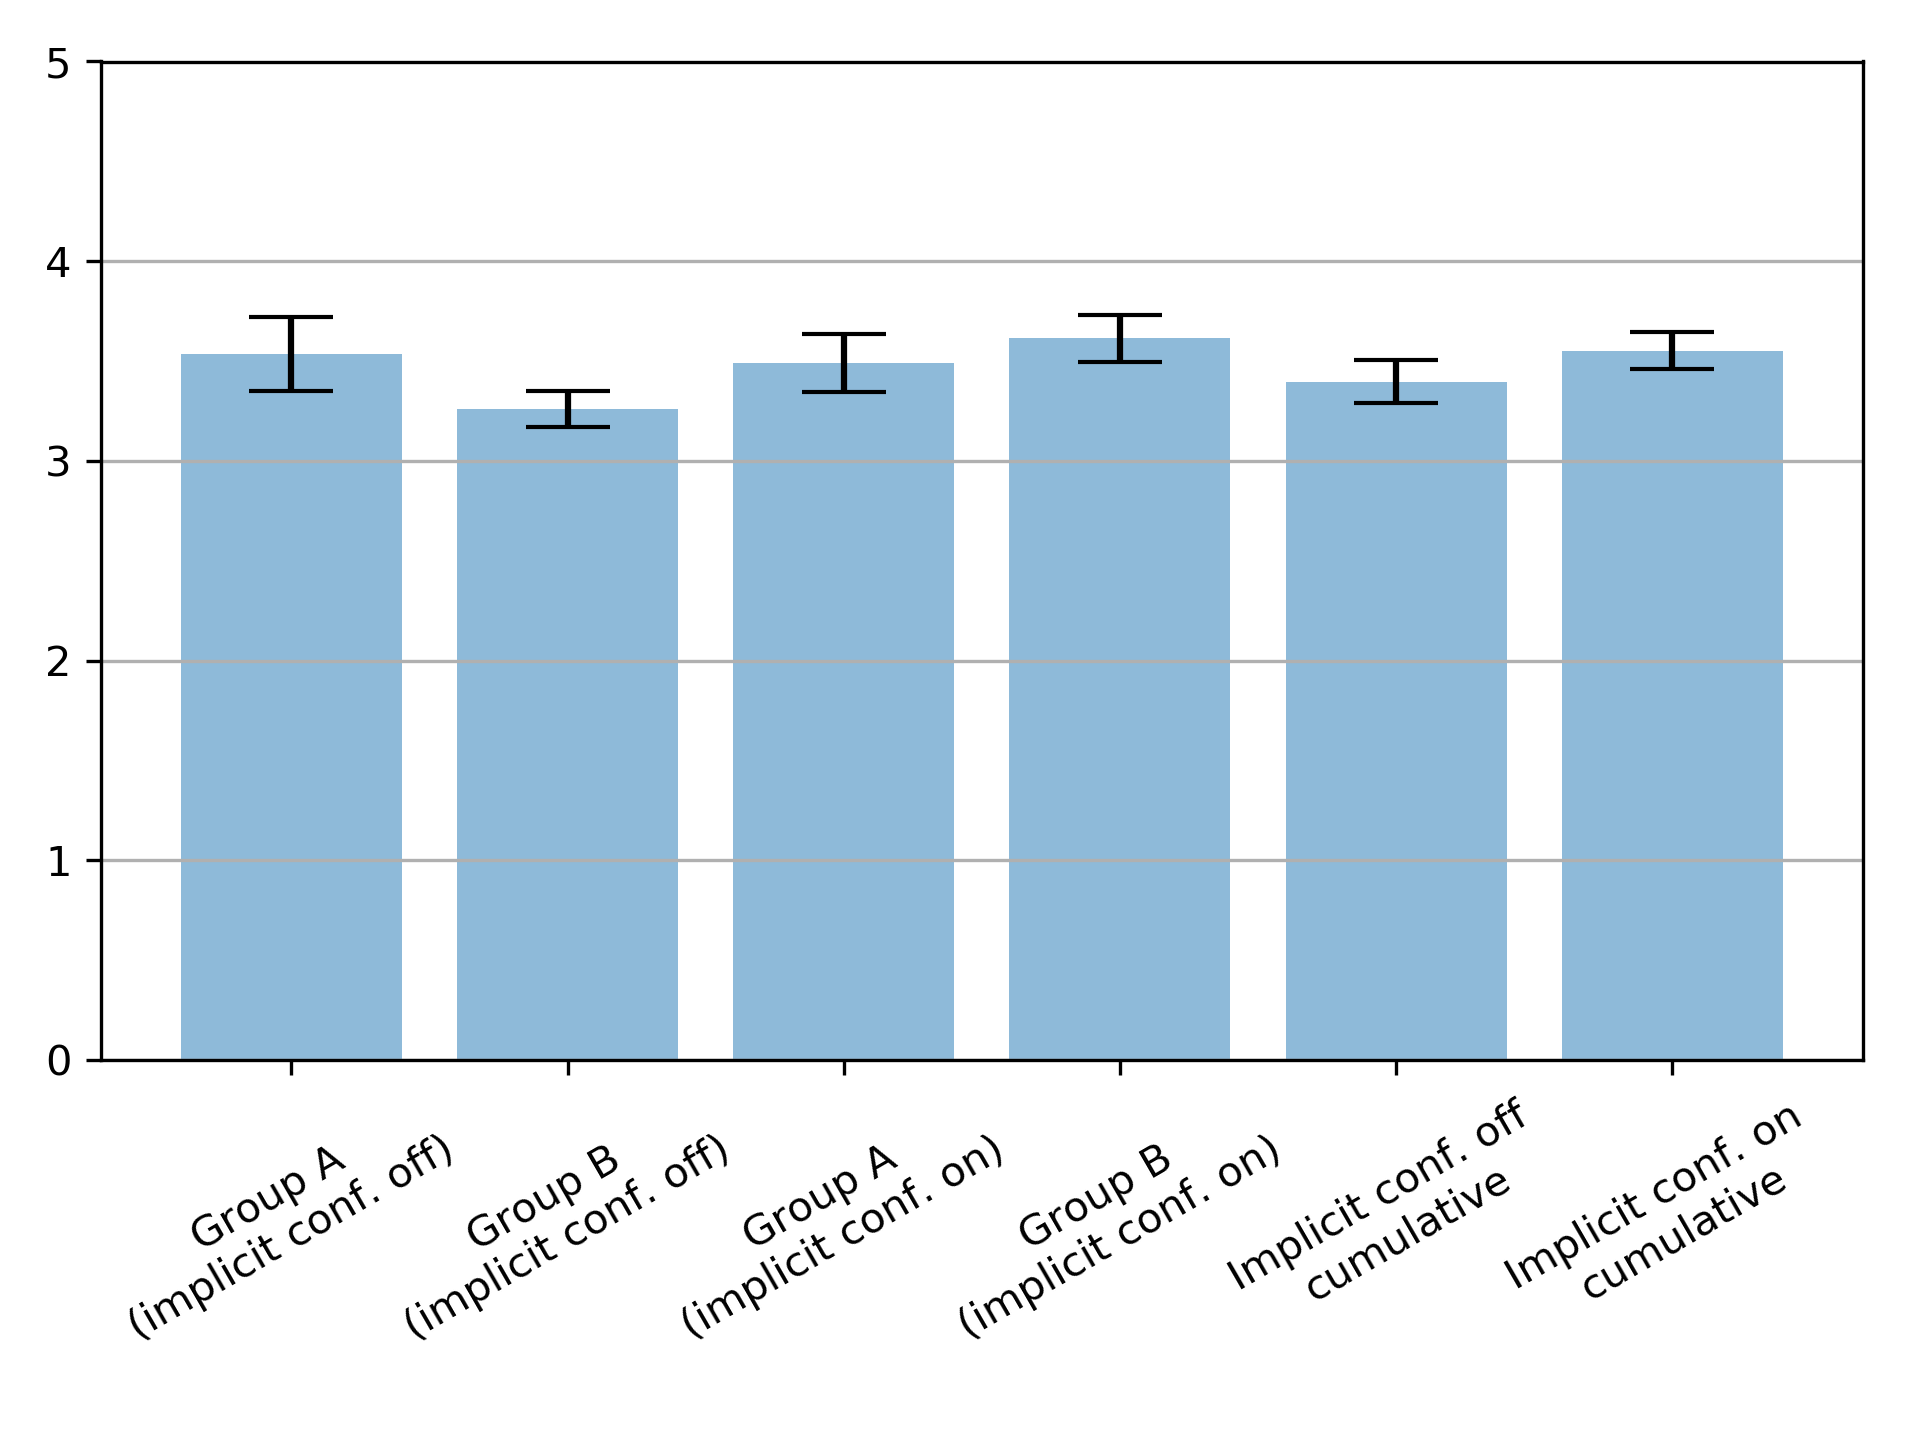 5
4
3
2
1
0
Group A
(implicit conf. off)
Group B
(implicit conf. off)
Group A
(implicit conf. on)
Group B
(implicit conf. on)
Implicit conf. off
cumulative
Implicit conf. on
cumulative